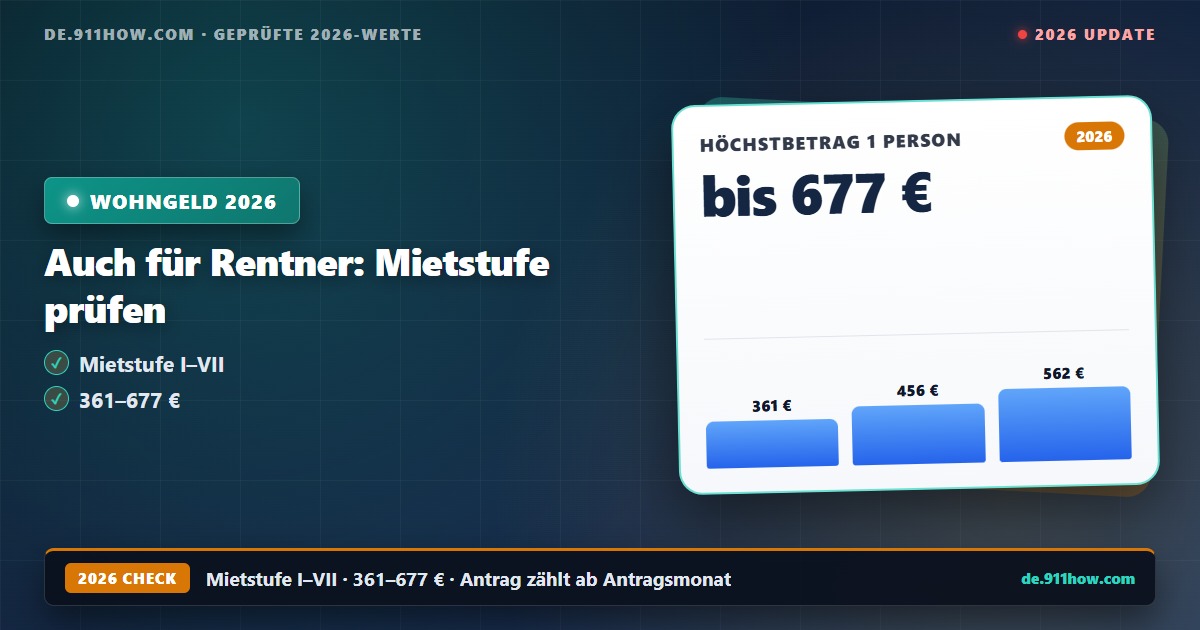 DE.911HOW.COM · GEPRÜFTE 2026-WERTE
2026 UPDATE
WOHNGELD 2026
Auch für Rentner: Mietstufe
prüfen
Mietstufe I–VII
361–677 €
HÖCHSTBETRAG 1 PERSON
2026
bis 677 €
361 €
456 €
562 €
2026 CHECK
Mietstufe I–VII · 361–677 € · Antrag zählt ab Antragsmonat
de.911how.com